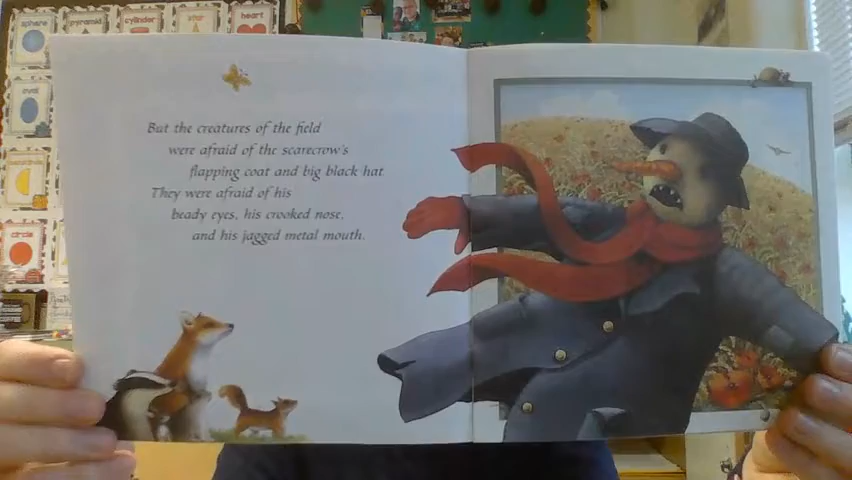 sphere
pyramid
cylinder
star
heart
oval
circle
But the creatures of the field
were afraid of the scarecrow's
flapping coat and big black hat
They were afraid of his
beady eyes, his crooked nose,
and his jagged metal mouth.